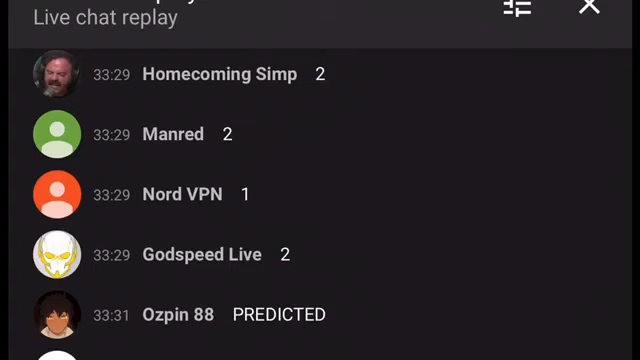 Live chat replay
33:29 Homecoming Simp 2
33:29 Manred 2
33:29 Nord VPN 1
33:29 Godspeed Live 2
33:31 Ozpin 88 PREDICTED